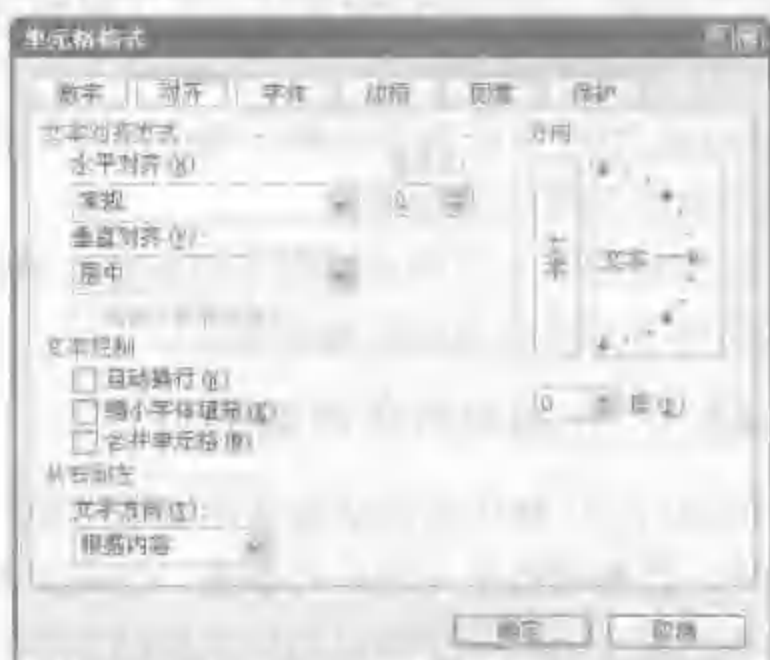 单元格格式
数字 对齐 字体 边框 图案 保护
文本对齐方式
水平对齐(H)
常规
0
垂直对齐(V):
居中
方向
文本
文字
文本控制
自动换行(W)
缩小字体填充(K)
合并单元格(M)
0 度(D)
从右到左
文字方向(T):
根据内容
确定 取消